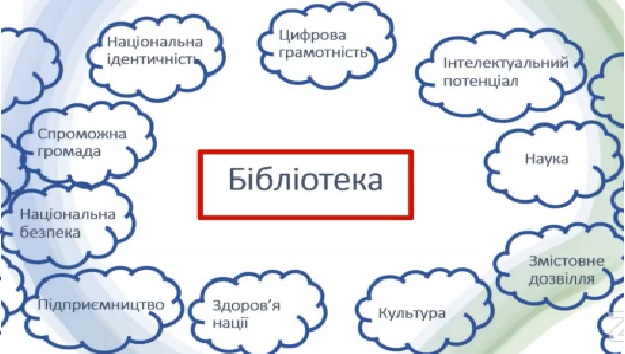 Національна
ідентичність
Цифрова
грамотність
Інтелектуальний
потенціал
Спроможна
громада
Бібліотека
Наука
Національна
безпека
Змістовне
дозвілля
Підприємництво
Здоров'я
нації
Культура